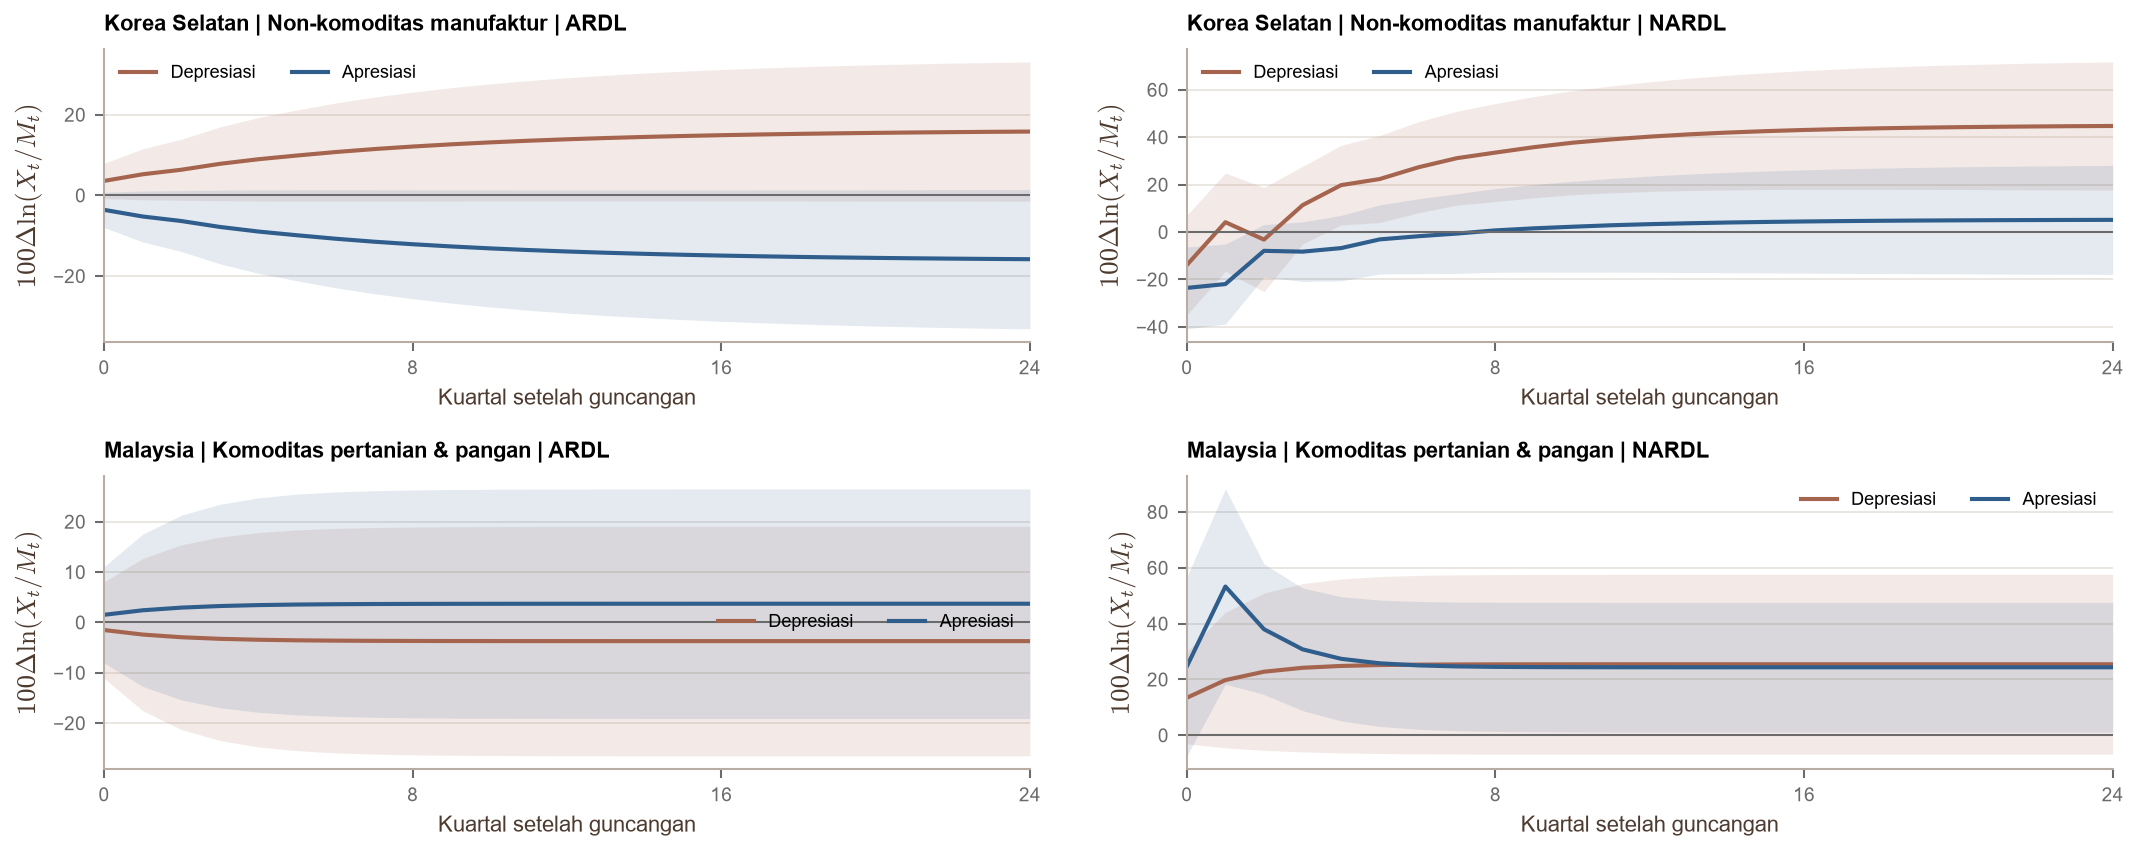 Korea Selatan | Non-komoditas manufaktur | ARDL
Depresiasi
Apresiasi
100Δln(Xₜ/Mₜ)
20
0
−20
0
8
16
24
Kuartal setelah guncangan
Korea Selatan | Non-komoditas manufaktur | NARDL
Depresiasi
Apresiasi
100Δln(Xₜ/Mₜ)
60
40
20
0
−20
−40
0
8
16
24
Kuartal setelah guncangan
Malaysia | Komoditas pertanian & pangan | ARDL
Depresiasi
Apresiasi
100Δln(Xₜ/Mₜ)
20
10
0
−10
−20
0
8
16
24
Kuartal setelah guncangan
Malaysia | Komoditas pertanian & pangan | NARDL
Depresiasi
Apresiasi
100Δln(Xₜ/Mₜ)
80
60
40
20
0
0
8
16
24
Kuartal setelah guncangan